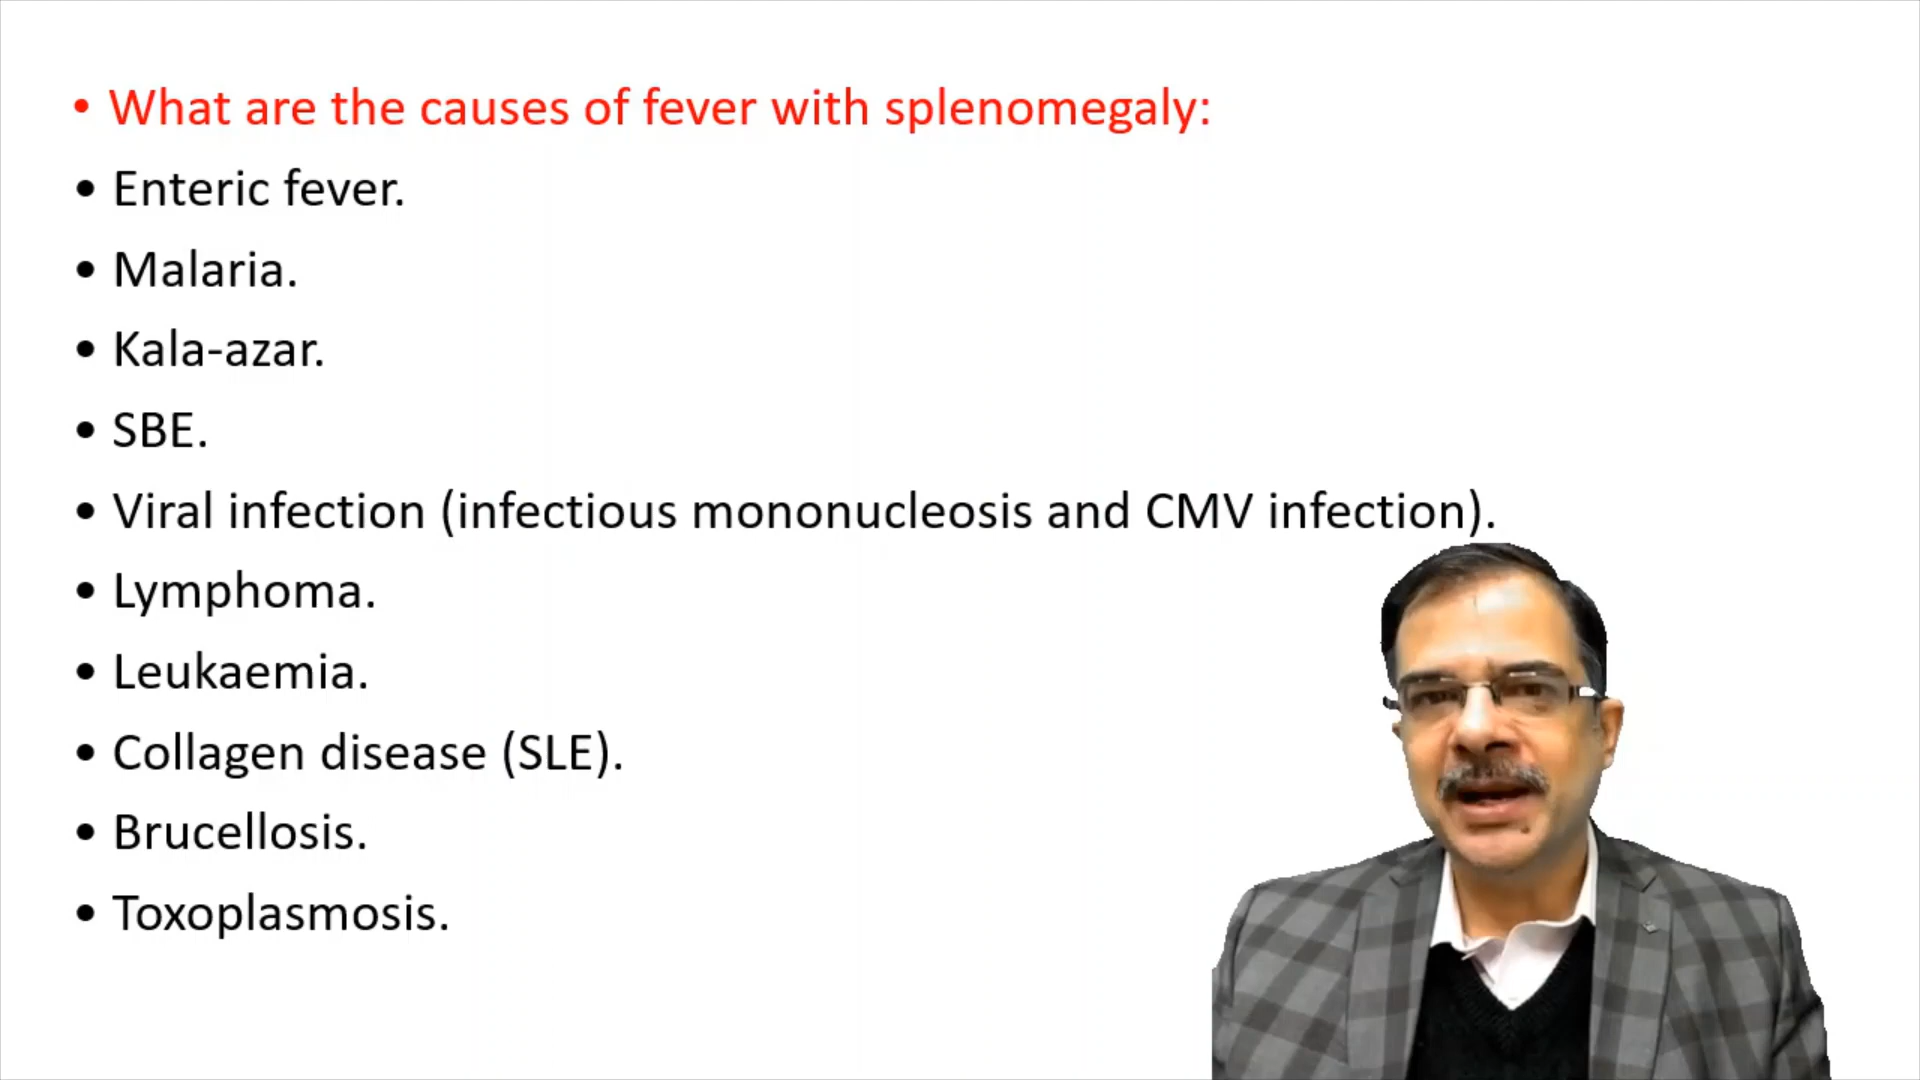 • What are the causes of fever with splenomegaly:
• Enteric fever.
• Malaria.
• Kala-azar.
• SBE.
• Viral infection (infectious mononucleosis and CMV infection).
• Lymphoma.
• Leukaemia.
• Collagen disease (SLE).
• Brucellosis.
• Toxoplasmosis.